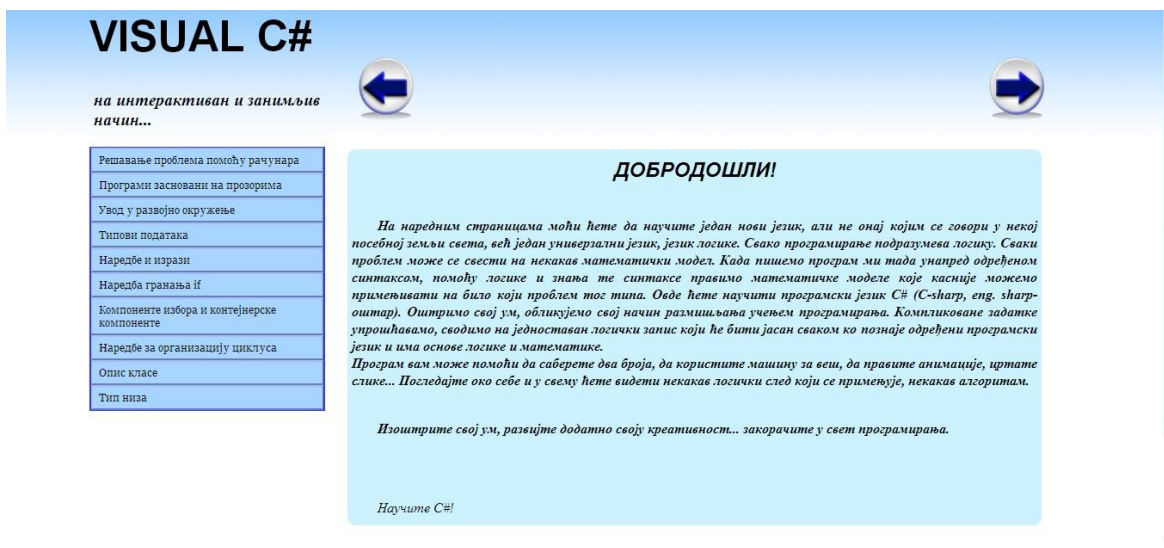 VISUAL C#
на интерактиван и занимљив
начин...
Решавање проблема помоћу рачунара
Програми засновани на прозорима
Увод у развојно окружење
Типови података
Наредбе и изрази
Наредба гранања if
Компоненте избора и контејнерске
компоненте
Наредбе за организацију циклуса
Опис класе
Тип низа
ДОБРОДОШЛИ!
На наредним страницама моћи ћете да научите један нови језик, али не онај којим се говори у некој
посебној земљи света, већ један универзални језик, језик логике. Свако програмирање подразумева логику. Сваки
проблем може се свести на некакав математички модел. Када пишемо програм ми тада унапред одређеном
синтаксом, помоћу логике и знања те синтаксе правимо математичке моделе које касније можемо
примењивати на било који проблем тог типа. Овде ћете научити програмски језик C# (C-sharp, eng. sharp-
оштар). Оштримо свој ум, обликујемо свој начин размишљања учењем програмирања. Компликоване задатке
упрошћавамо, сводимо на једноставан логички запис који ће бити јасан сваком ко познаје одређени програмски
језик и има основе логике и математике.
Програм вам може помоћи да саберете два броја, да користите машину за веш, да правите анимације, цртате
слике... Погледајте око себе и у свему ћете видети некакав логички след који се примењује, некакав алгоритам.
Изоштрите свој ум, развијте додатно своју креативност... закорачите у свет програмирања.
Научите C#!